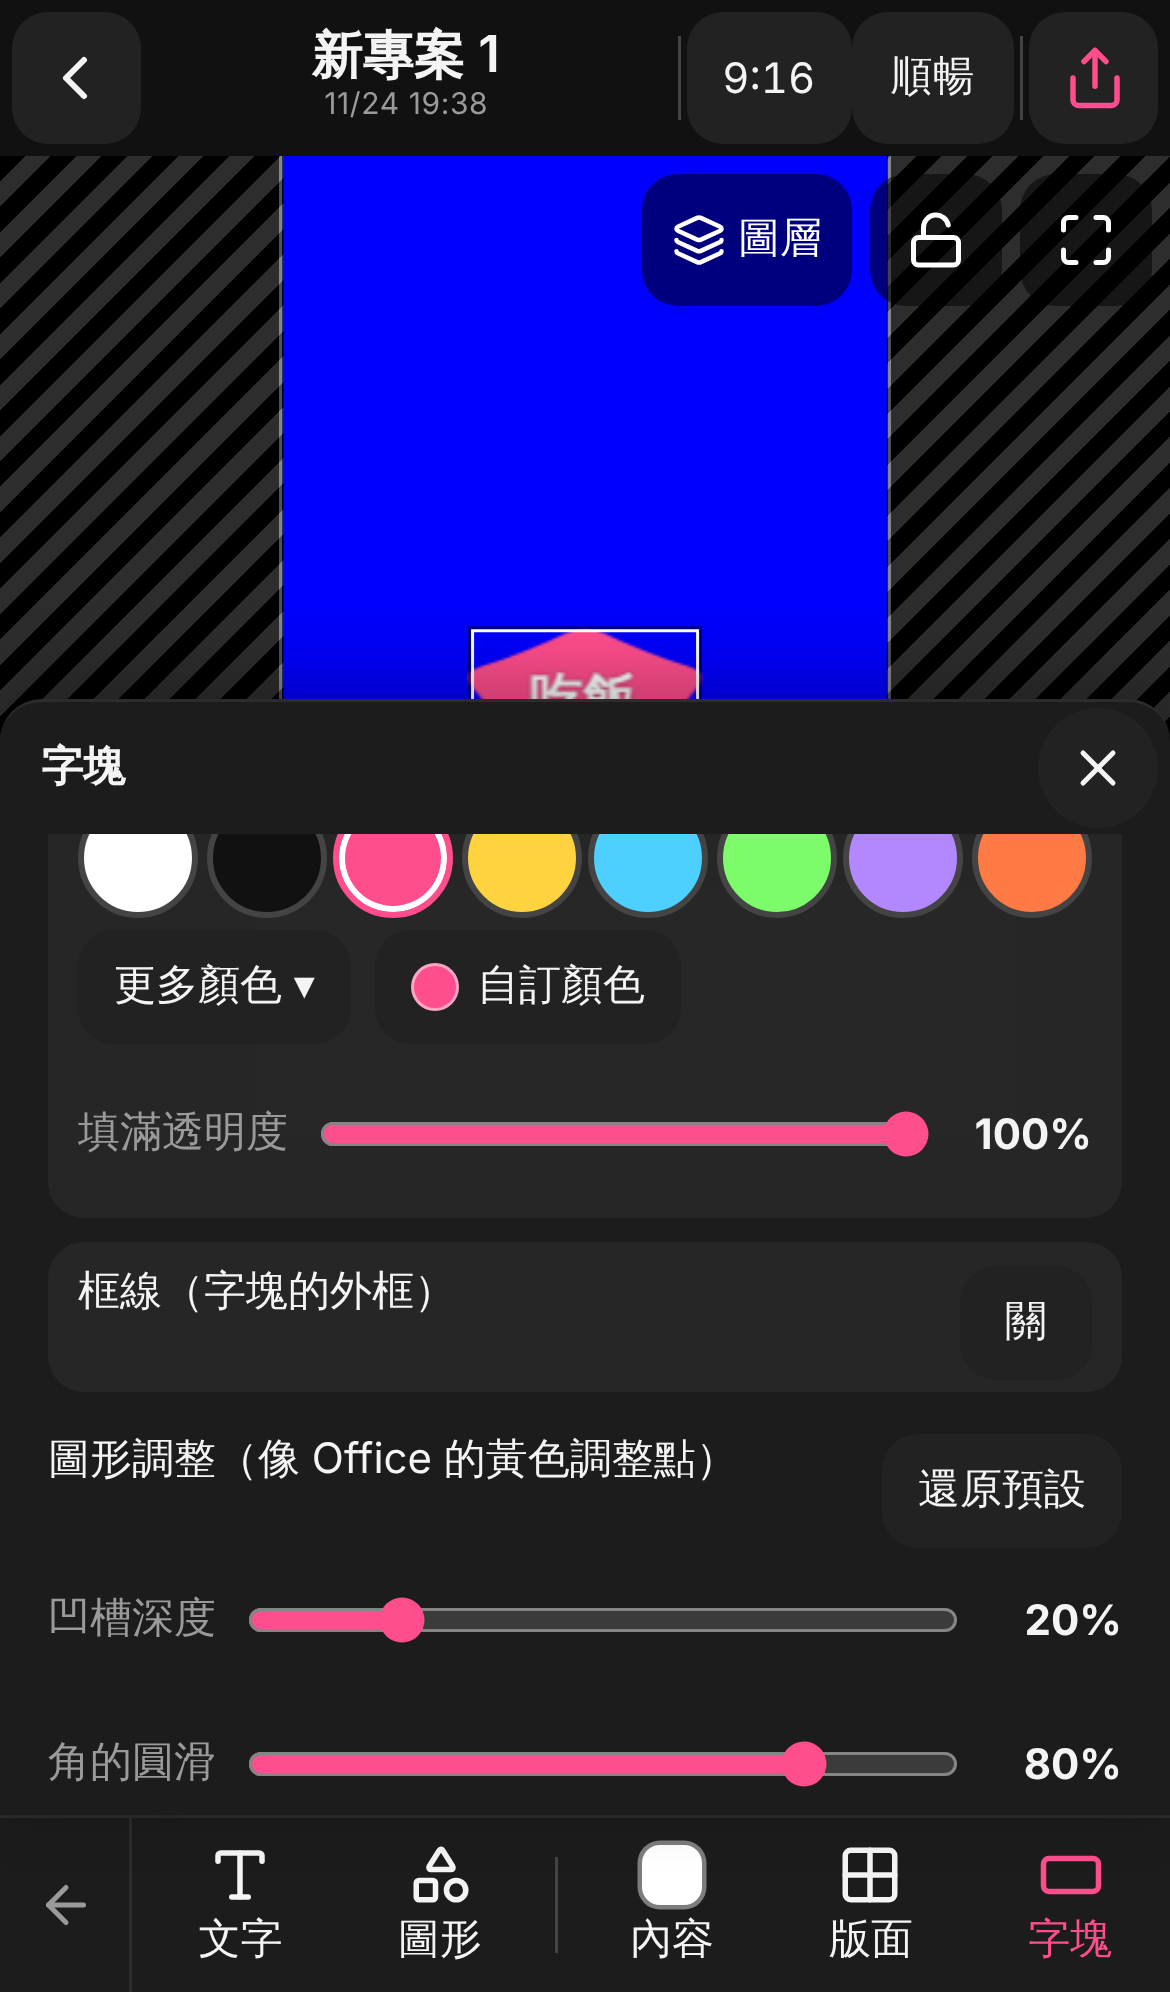 新專案 1
11/24 19:38
9:16
順暢
圖層
吃飯
字塊
更多顏色 ▾
自訂顏色
填滿透明度
100%
框線（字塊的外框）
關
圖形調整（像 Office 的黃色調整點）
還原預設
凹槽深度
20%
角的圓滑
80%
文字
圖形
內容
版面
字塊